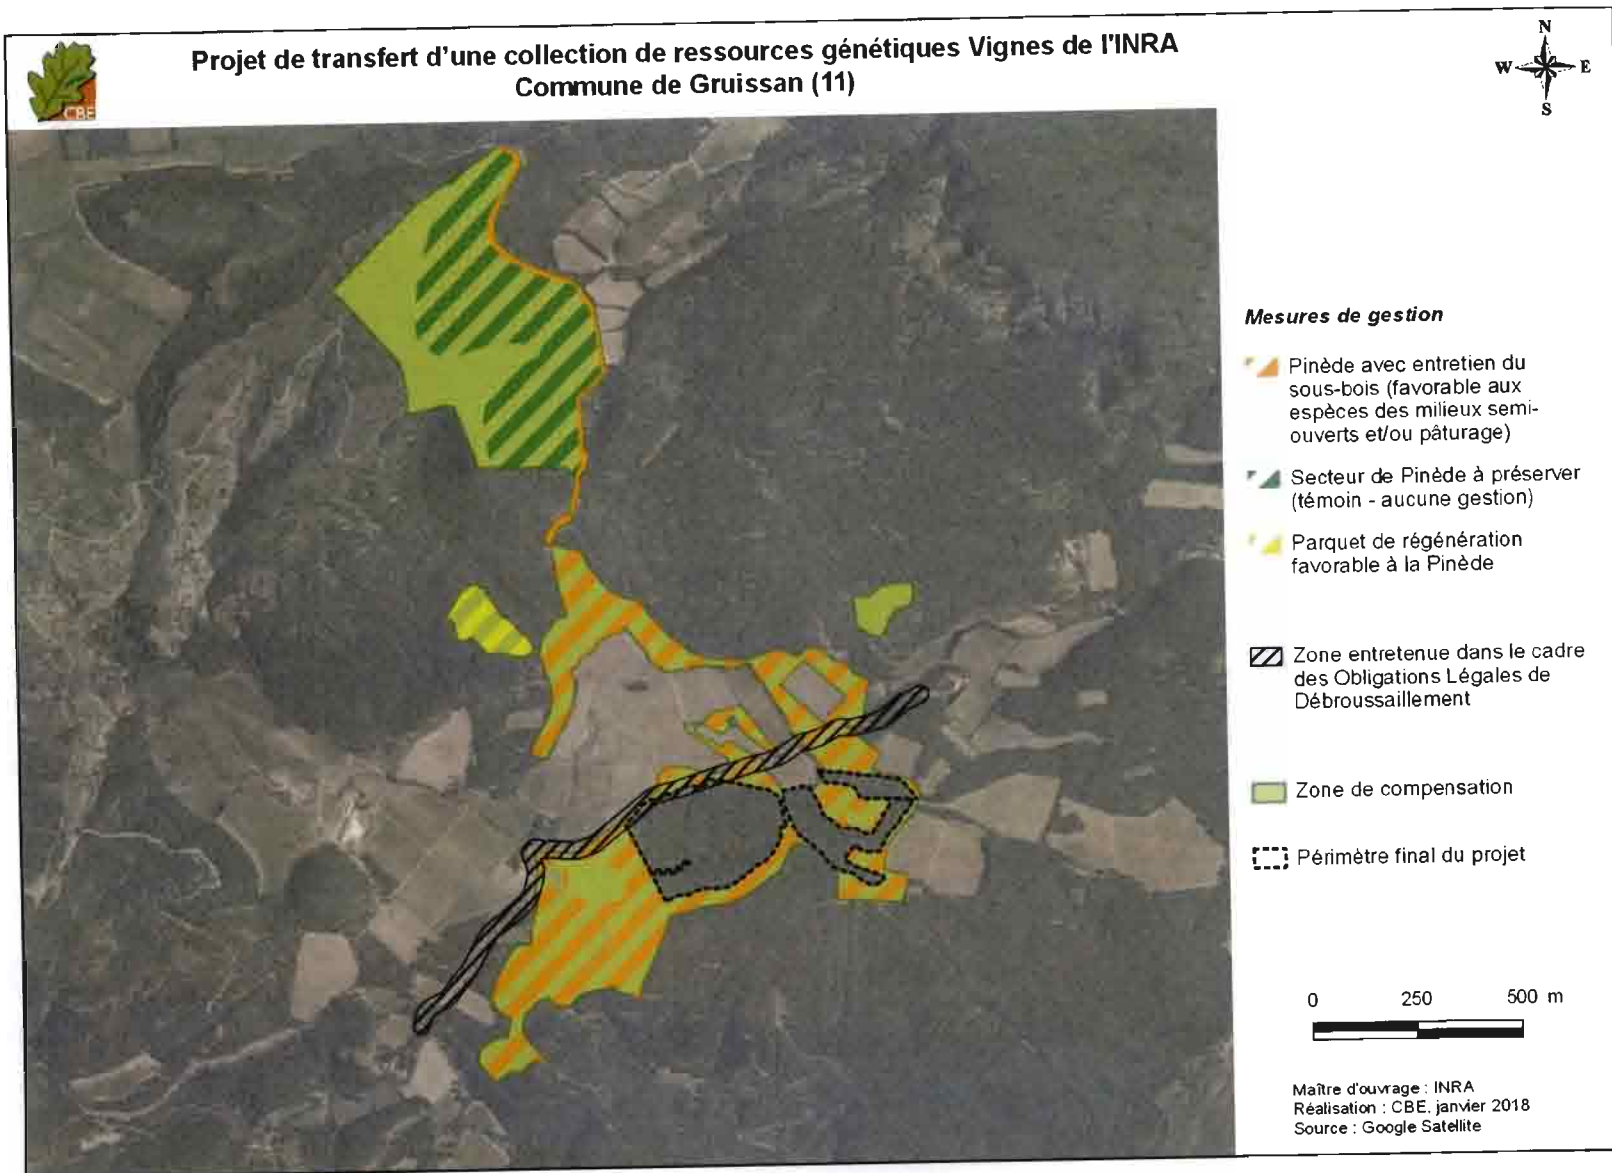 Projet de transfert d'une collection de ressources génétiques Vignes de l'INRA
Commune de Gruissan (11)
CBE
N
W
E
S
Mesures de gestion
Pinède avec entretien du
sous-bois (favorable aux
espèces des milieux semi-
ouverts et/ou pâturage)
Secteur de Pinède à préserver
(témoin - aucune gestion)
Parquet de régénération
favorable à la Pinède
Zone entretenue dans le cadre
des Obligations Légales de
Débroussaillement
Zone de compensation
Périmètre final du projet
0 250 500 m
Maître d'ouvrage : INRA
Réalisation : CBE, janvier 2018
Source : Google Satellite